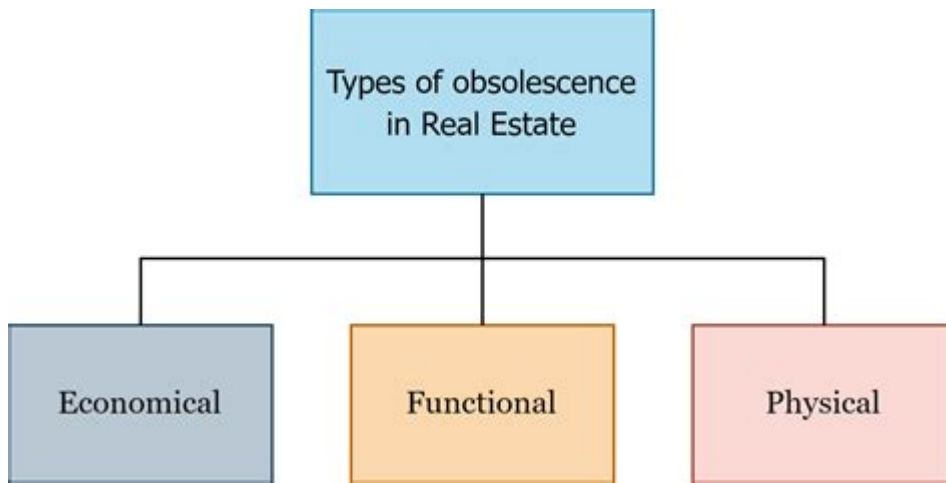 Types of obsolescence
in Real Estate
Economical
Functional
Physical